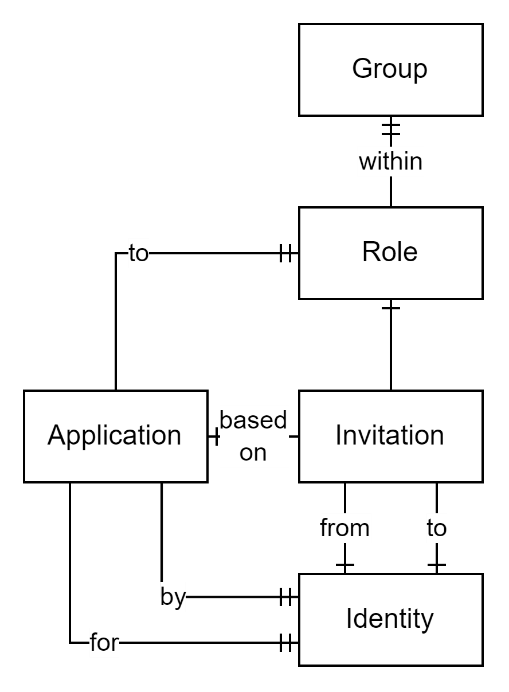 Group
within
Role
to
Application
based
on
Invitation
from
to
by
for
Identity